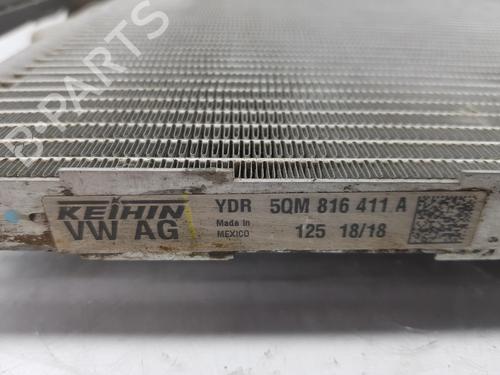 B-PARTS
KEIHIN YDR 5QM 816 411 A
VW AG Made in MEXICO 125 18/18